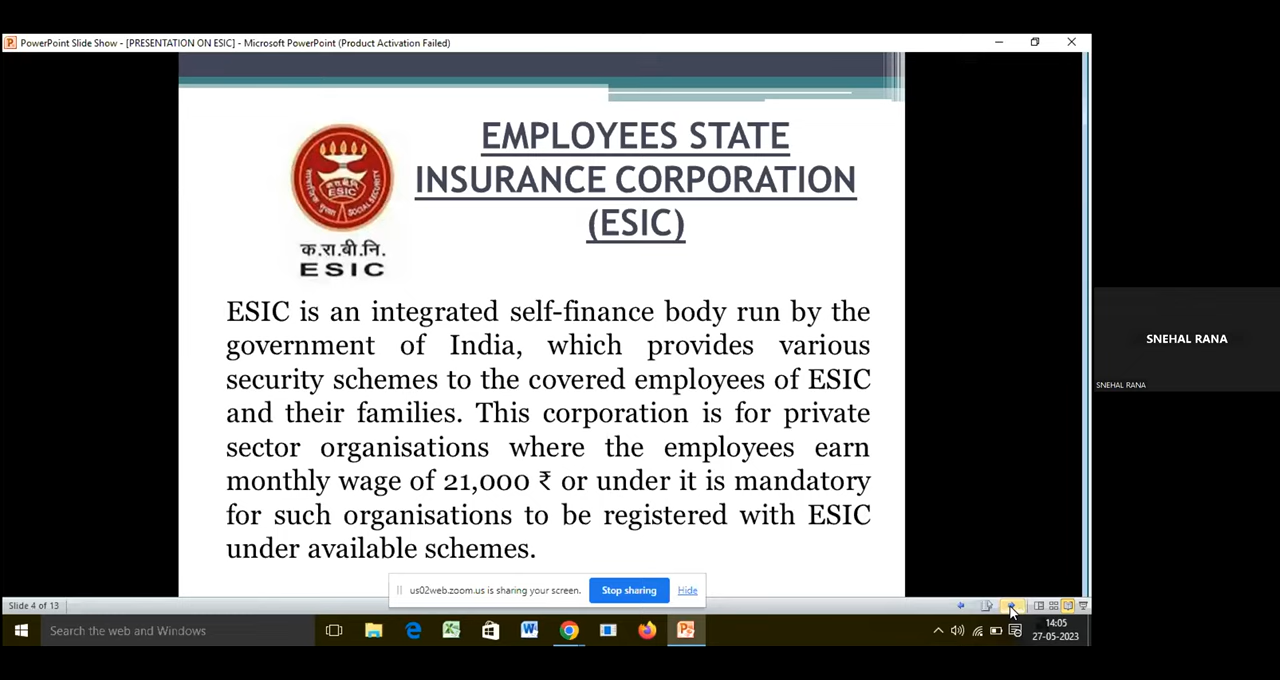 PowerPoint Slide Show - [PRESENTATION ON ESIC] - Microsoft PowerPoint (Product Activation Failed)
EMPLOYEES STATE
INSURANCE CORPORATION
(ESIC)
ESIC
SOCIAL SECURITY
क.रा.बी.नि.
ESIC
ESIC is an integrated self-finance body run by the
government of India, which provides various
security schemes to the covered employees of ESIC
and their families. This corporation is for private
sector organisations where the employees earn
monthly wage of 21,000 ₹ or under it is mandatory
for such organisations to be registered with ESIC
under available schemes.
SNEHAL RANA
SNEHAL RANA
us02web.zoom.us is sharing your screen.
Stop sharing
Hide
Slide 4 of 13
Search the web and Windows
14:05
27-05-2023